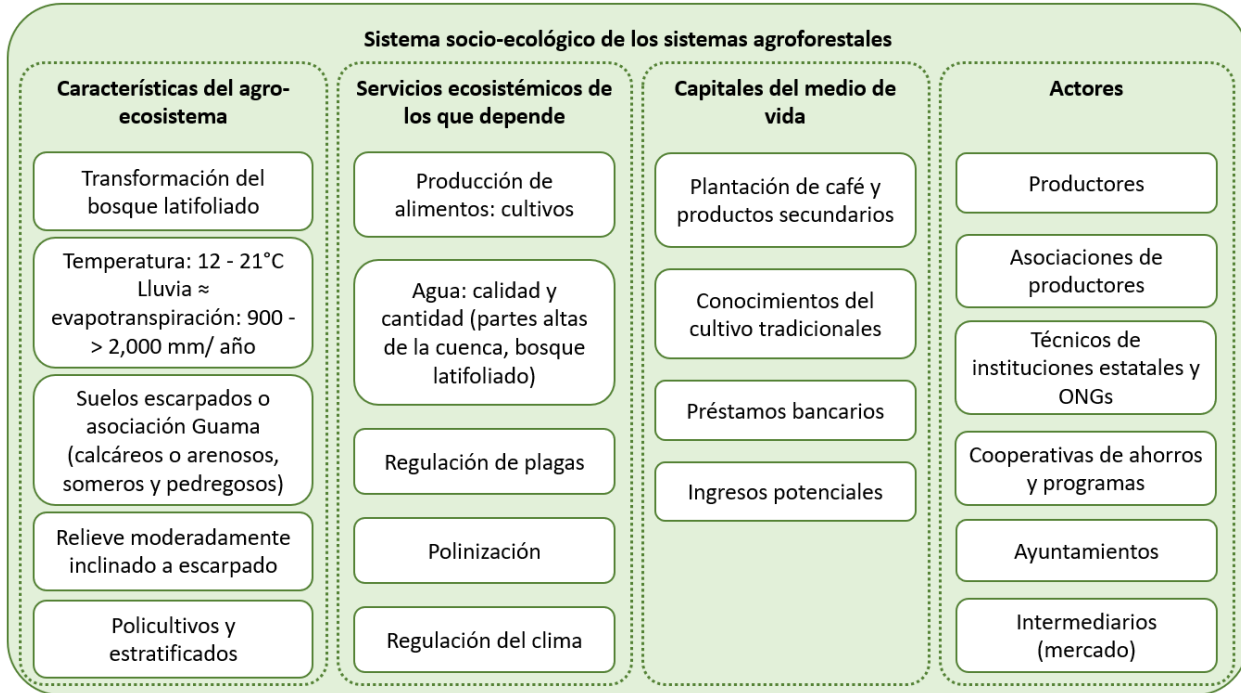 Sistema socio-ecológico de los sistemas agroforestales
Características del agro-
ecosistema
Transformación del
bosque latifoliado
Temperatura: 12 - 21°C
Lluvia ≈
evapotranspiración: 900 -
> 2,000 mm/ año
Suelos escarpados o
asociación Guama
(calcáreos o arenosos,
someros y pedregosos)
Relieve moderadamente
inclinado a escarpado
Policultivos y
estratificados
Servicios ecosistémicos de
los que depende
Producción de
alimentos: cultivos
Agua: calidad y
cantidad (partes altas
de la cuenca, bosque
latifoliado)
Regulación de plagas
Polinización
Regulación del clima
Capitales del medio de
vida
Plantación de café y
productos secundarios
Conocimientos del
cultivo tradicionales
Préstamos bancarios
Ingresos potenciales
Actores
Productores
Asociaciones de
productores
Técnicos de
instituciones estatales y
ONGs
Cooperativas de ahorros
y programas
Ayuntamientos
Intermediarios
(mercado)